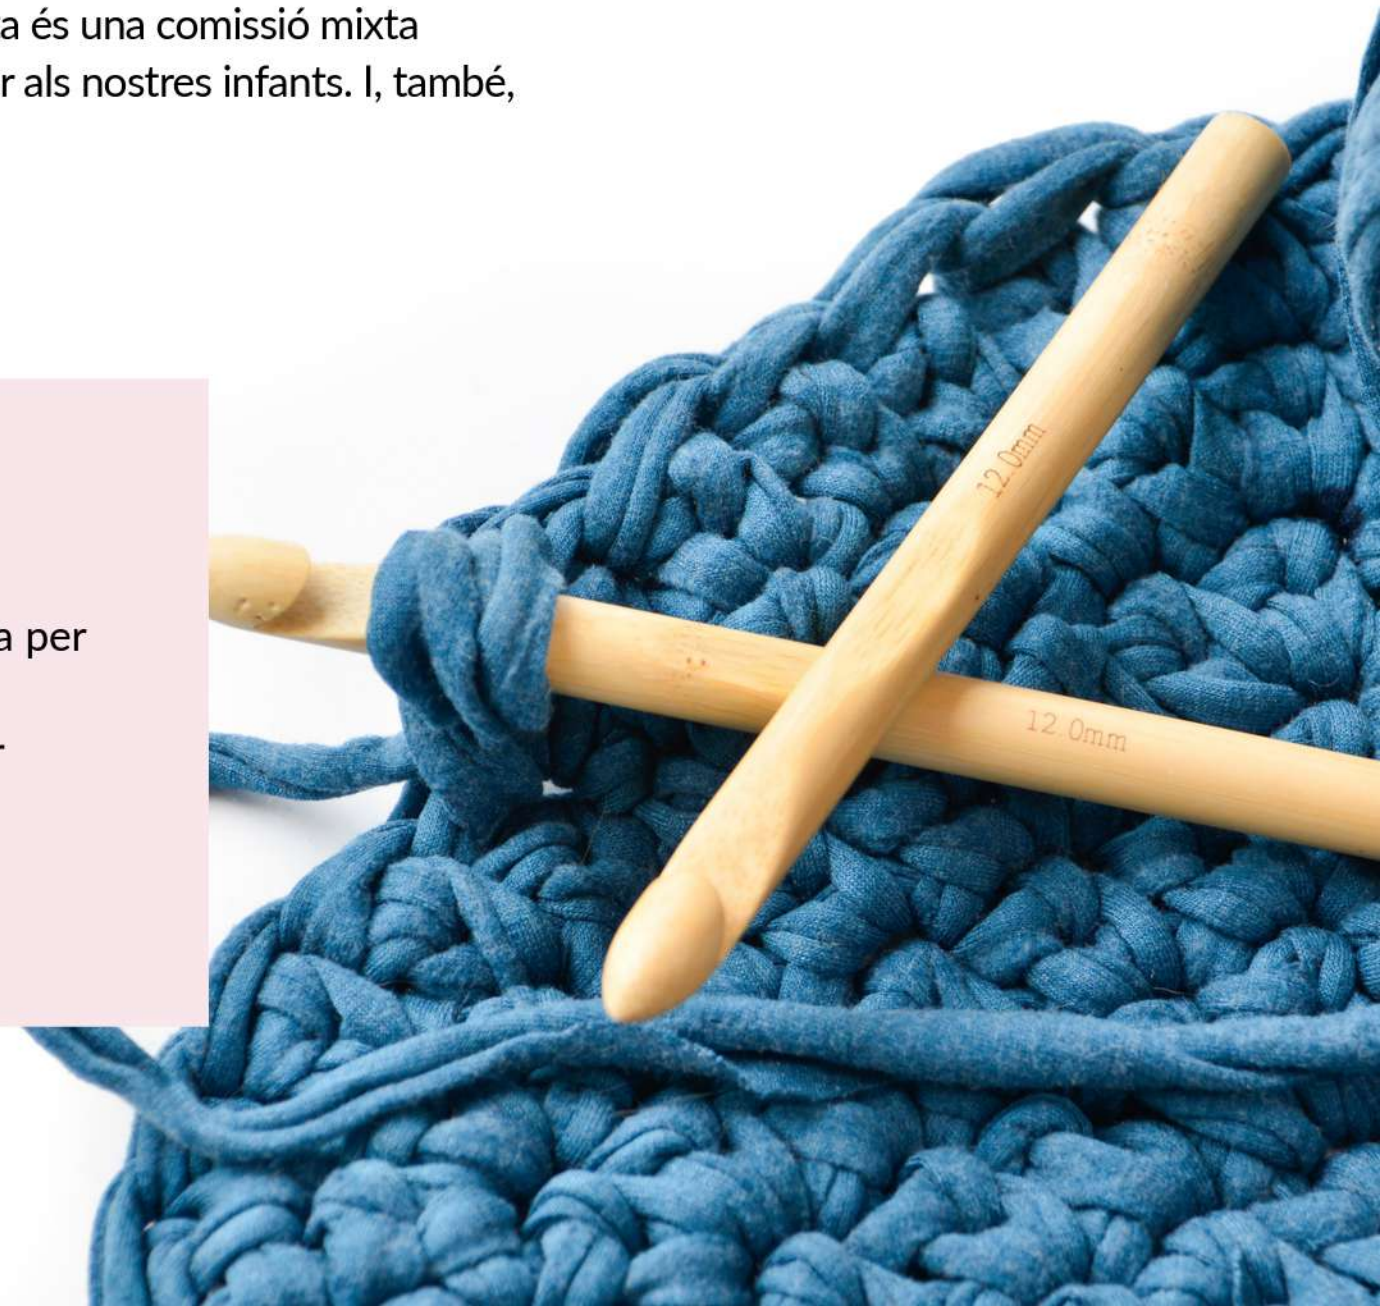 a és una comissió mixta
r als nostres infants. I, també,
12.0mm
a per
12.0mm